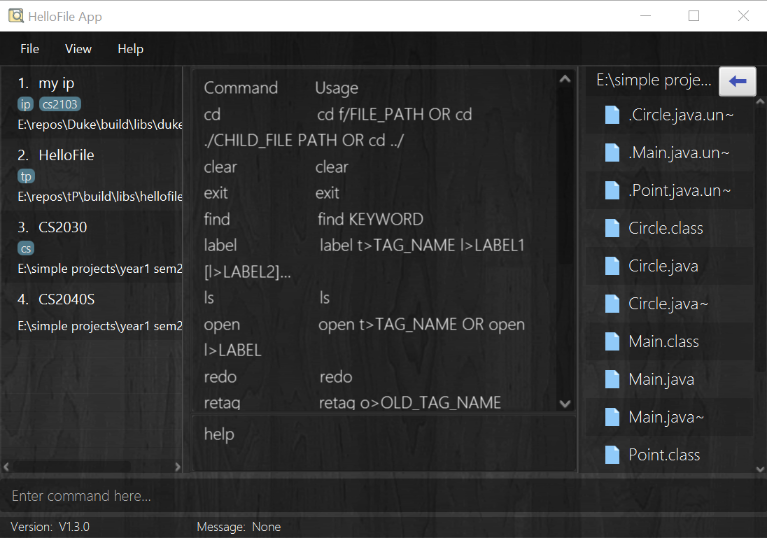 HelloFile App
File View Help
1. my ip
ip cs2103
E:\repos\Duke\build\libs\duke
2. HelloFile
tp
E:\repos\tP\build\libs\hellofile
3. CS2030
cs
E:\simple projects\year1 sem2
4. CS2040S
E:\simple projects\year1 sem2
Command Usage
cd cd f/FILE_PATH OR cd
./CHILD_FILE PATH OR cd ../
clear clear
exit exit
find find KEYWORD
label label t>TAG_NAME l>LABEL1
[l>LABEL2]...
ls ls
open open t>TAG_NAME OR open
l>LABEL
redo redo
retag retag o>OLD_TAG_NAME
help
E:\simple proje...
.Circle.java.un~
.Main.java.un~
.Point.java.un~
Circle.class
Circle.java
Circle.java~
Main.class
Main.java
Main.java~
Point.class
Enter command here...
Version: V1.3.0 Message: None